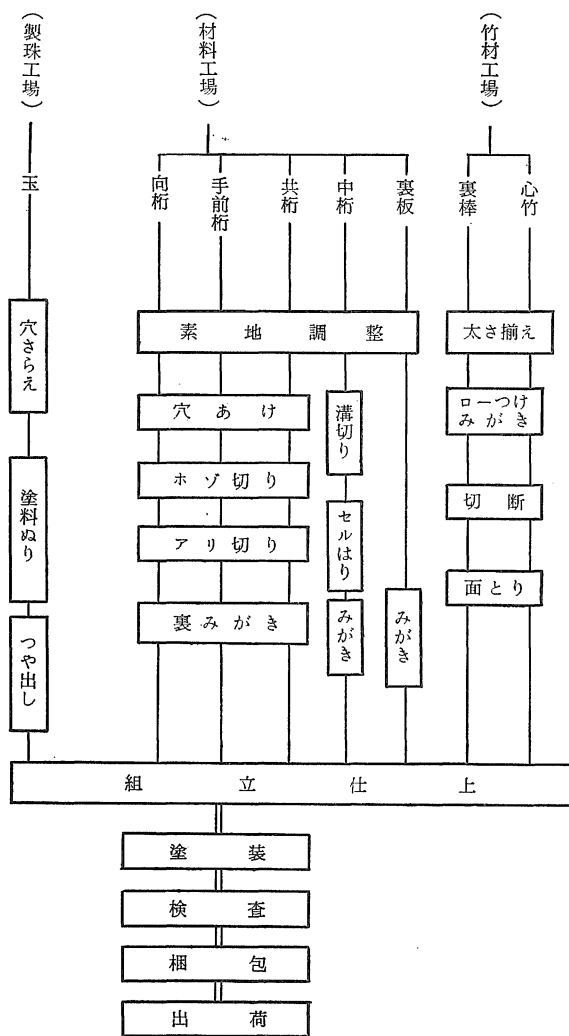 (製珠工場)
(材料工場)
(竹材工場)
玉
向桁
手前桁
共桁
中桁
裏板
裏棒
心竹
穴さらえ
塗料ぬり
つや出し
素地調整
穴あけ
ホゾ切り
アリ切り
裏みがき
溝切り
セルはり
みがき
みがき
太さ揃え
ローつけ
みがき
切断
面とり
組立仕上
塗装
検査
梱包
出荷